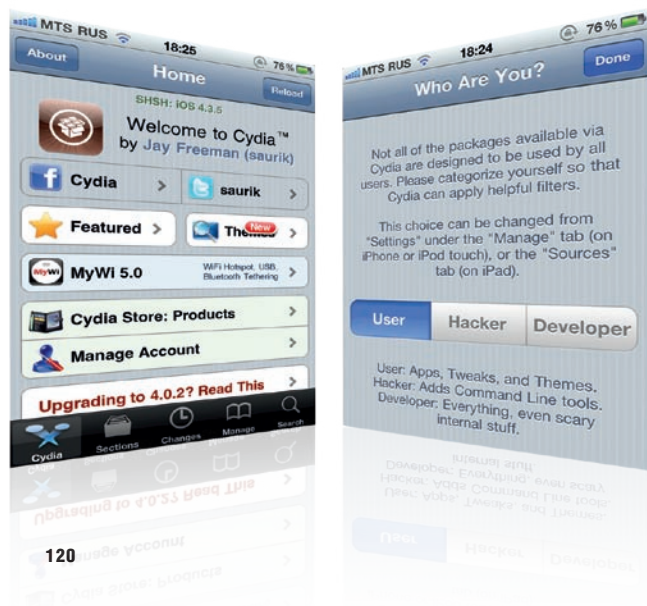 MTS RUS
18:25
76%
About
Home
Reload
SHSH: iOS 4.3.5
Welcome to Cydia™
by Jay Freeman (saurik)
Cydia
saurik
Featured
Themes
New
MyWi
MyWi 5.0
WiFi Hotspot, USB,
Bluetooth Tethering
Cydia Store: Products
Manage Account
Upgrading to 4.0.2? Read This
Cydia
Sections
Changes
Manage
Search
MTS RUS
18:24
76%
Who Are You?
Done
Not all of the packages available via
Cydia are designed to be used by all
users. Please categorize yourself so that
Cydia can apply helpful filters.
This choice can be changed from
"Settings" under the "Manage" tab (on
iPhone or iPod touch), or the "Sources"
tab (on iPad).
User
Hacker
Developer
User: Apps, Tweaks, and Themes.
Hacker: Adds Command Line tools.
Developer: Everything, even scary
internal stuff.
120